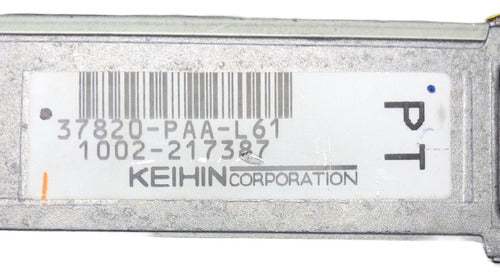 37820-PAA-L61
1002-217387
KEIHIN CORPORATION
PT